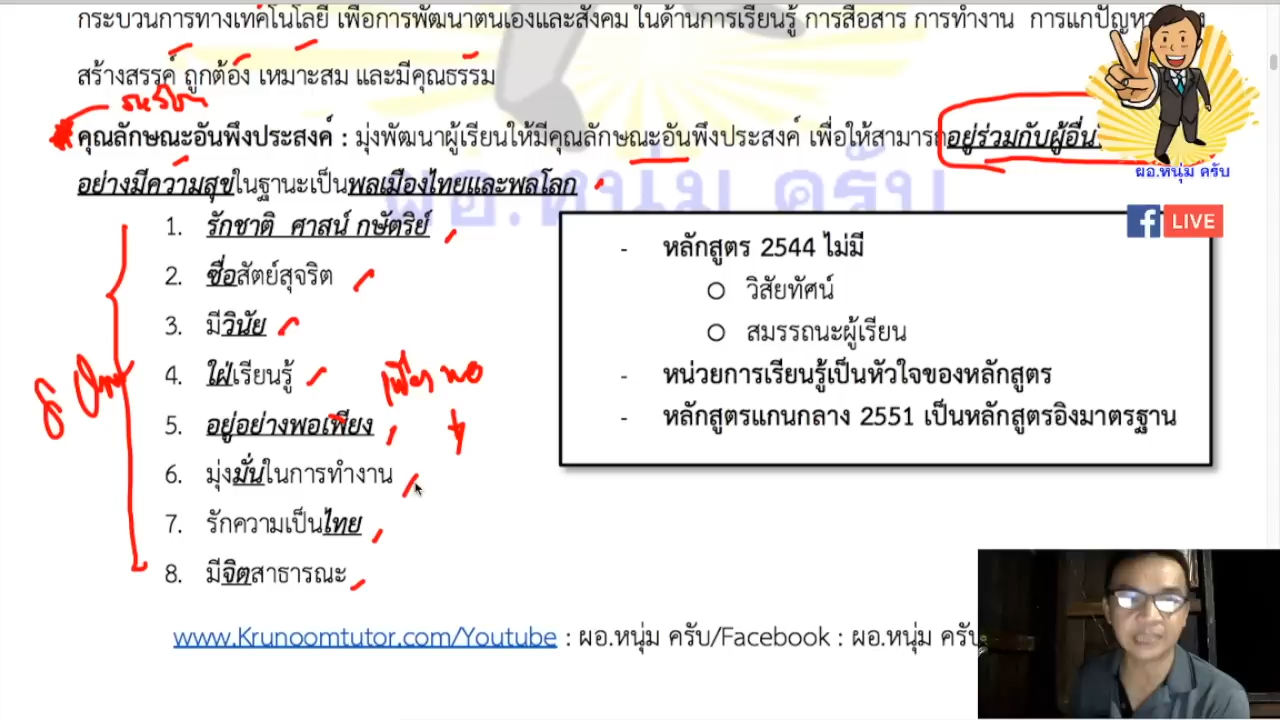 กระบวนการทางเทคโนโลยี เพื่อการพัฒนาตนเองและสังคม ในด้านการเรียนรู้ การสื่อสาร การทำงาน การแก้ปัญหา
สร้างสรรค์ ถูกต้อง เหมาะสม และมีคุณธรรม
คุณลักษณะอันพึงประสงค์ : มุ่งพัฒนาผู้เรียนให้มีคุณลักษณะอันพึงประสงค์ เพื่อให้สามารถอยู่ร่วมกับผู้อื่น
ผอ.หนุ่ม ครับ
อย่างมีความสุขในฐานะเป็นพลเมืองไทยและพลโลก
ผอ.หนุ่ม ครับ
f LIVE
1. รักชาติ ศาสน์ กษัตริย์
2. ซื่อสัตย์สุจริต
3. มีวินัย
4. ใฝ่เรียนรู้
5. อยู่อย่างพอเพียง
6. มุ่งมั่นในการทำงาน
7. รักความเป็นไทย
8. มีจิตสาธารณะ
- หลักสูตร 2544 ไม่มี
○ วิสัยทัศน์
○ สมรรถนะผู้เรียน
- หน่วยการเรียนรู้เป็นหัวใจของหลักสูตร
- หลักสูตรแกนกลาง 2551 เป็นหลักสูตรอิงมาตรฐาน
www.Krunoomtutor.com/Youtube : ผอ.หนุ่ม ครับ/Facebook : ผอ.หนุ่ม ครับ